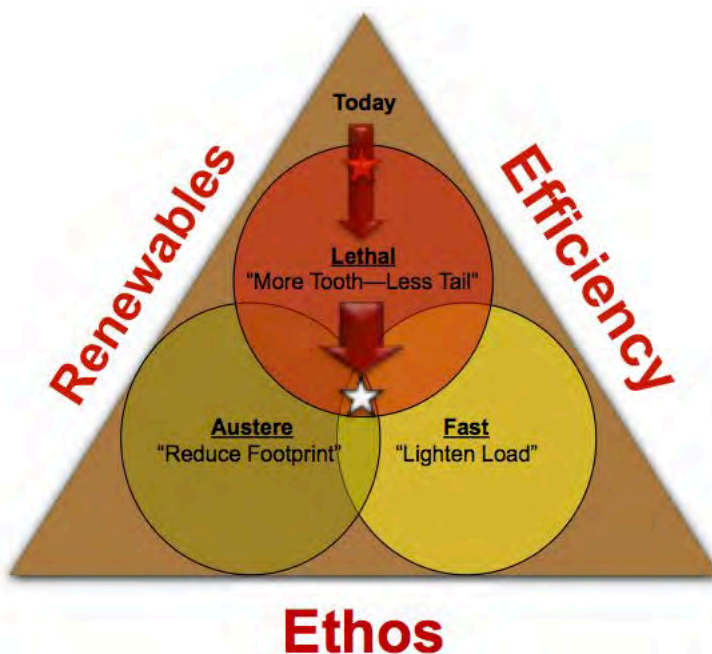 Today
Renewables
Efficiency
Lethal
“More Tooth—Less Tail”
Austere
“Reduce Footprint”
Fast
“Lighten Load”
Ethos